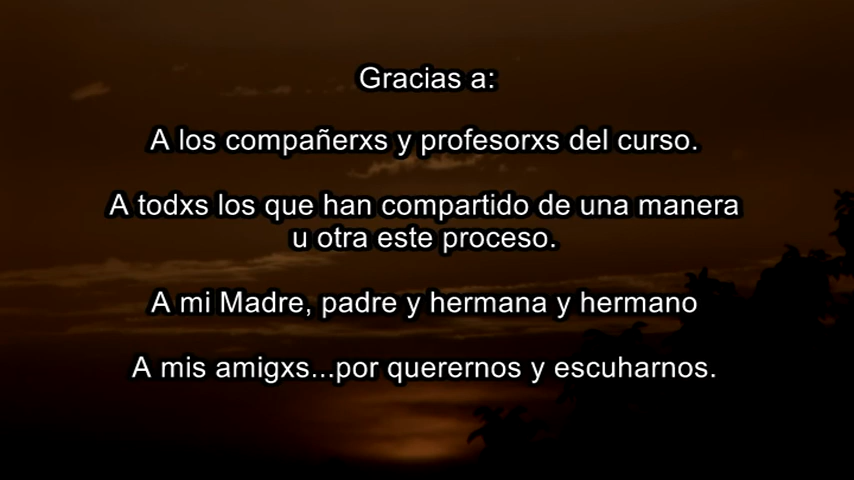 Gracias a:
A los compañerxs y profesorxs del curso.
A todxs los que han compartido de una manera
u otra este proceso.
A mi Madre, padre y hermana y hermano
A mis amigxs...por querernos y escuharnos.